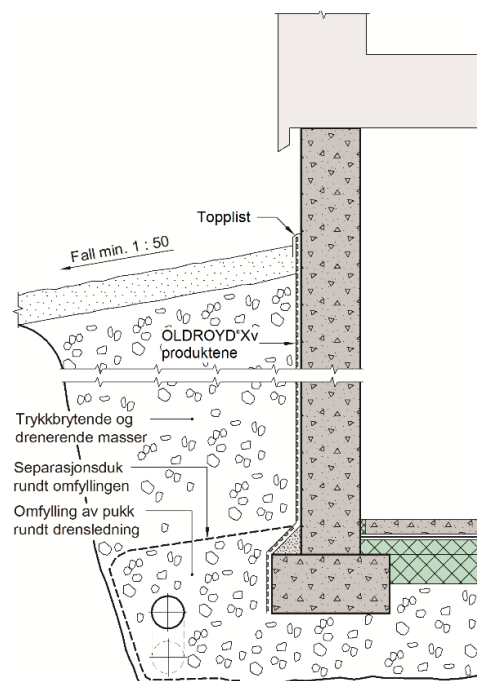 Topplist
Fall min. 1 : 50
OLDROYD®Xv
produktene
Trykkbrytende og
drenerende masser
Separasjonsduk
rundt omfyllingen
Omfylling av pukk
rundt drensledning